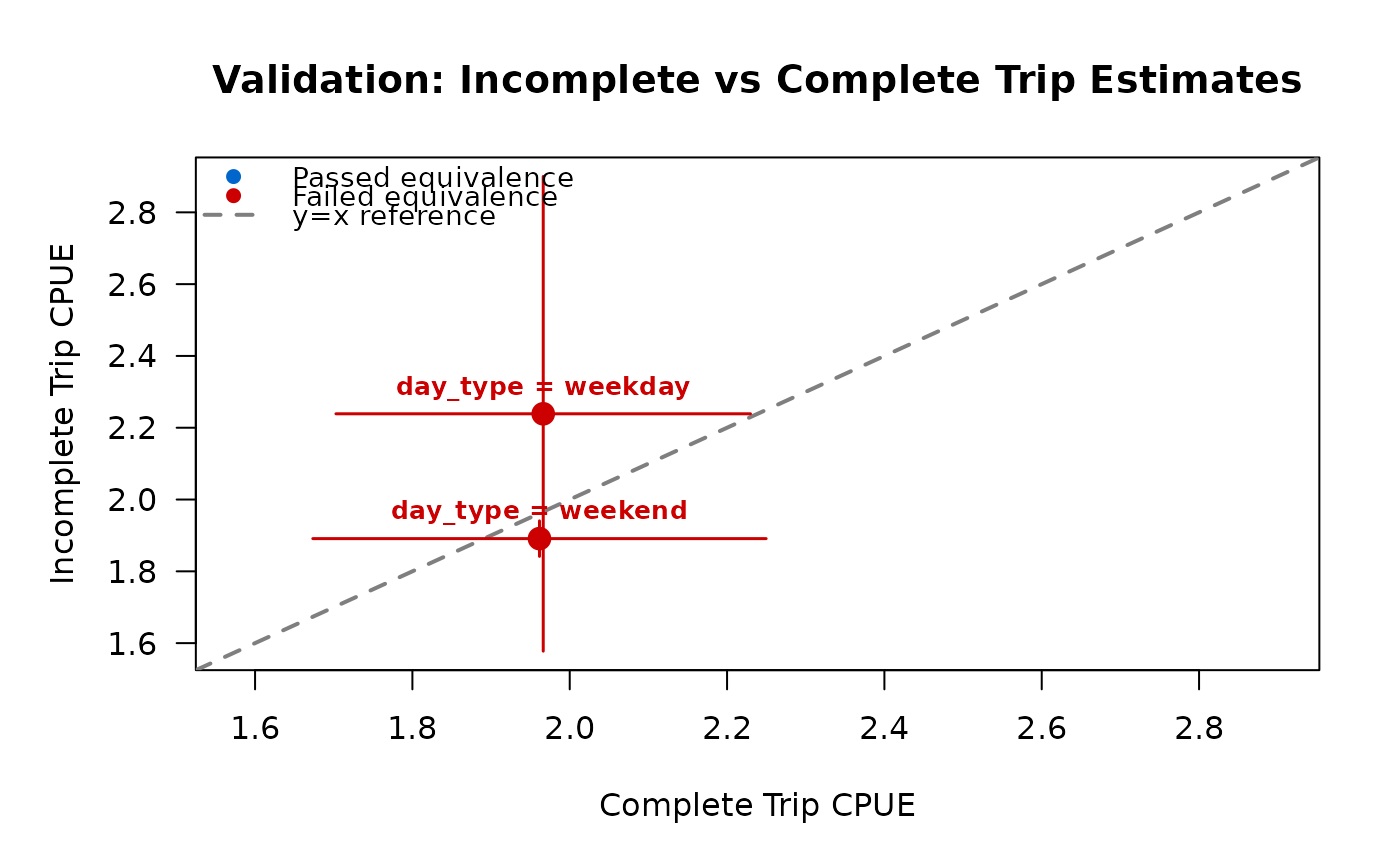 Validation: Incomplete vs Complete Trip Estimates
Passed equivalence
Failed equivalence
y=x reference
Incomplete Trip CPUE
2.8
2.6
2.4
2.2
2.0
1.8
1.6
day_type = weekday
day_type = weekend
1.6 1.8 2.0 2.2 2.4 2.6 2.8
Complete Trip CPUE